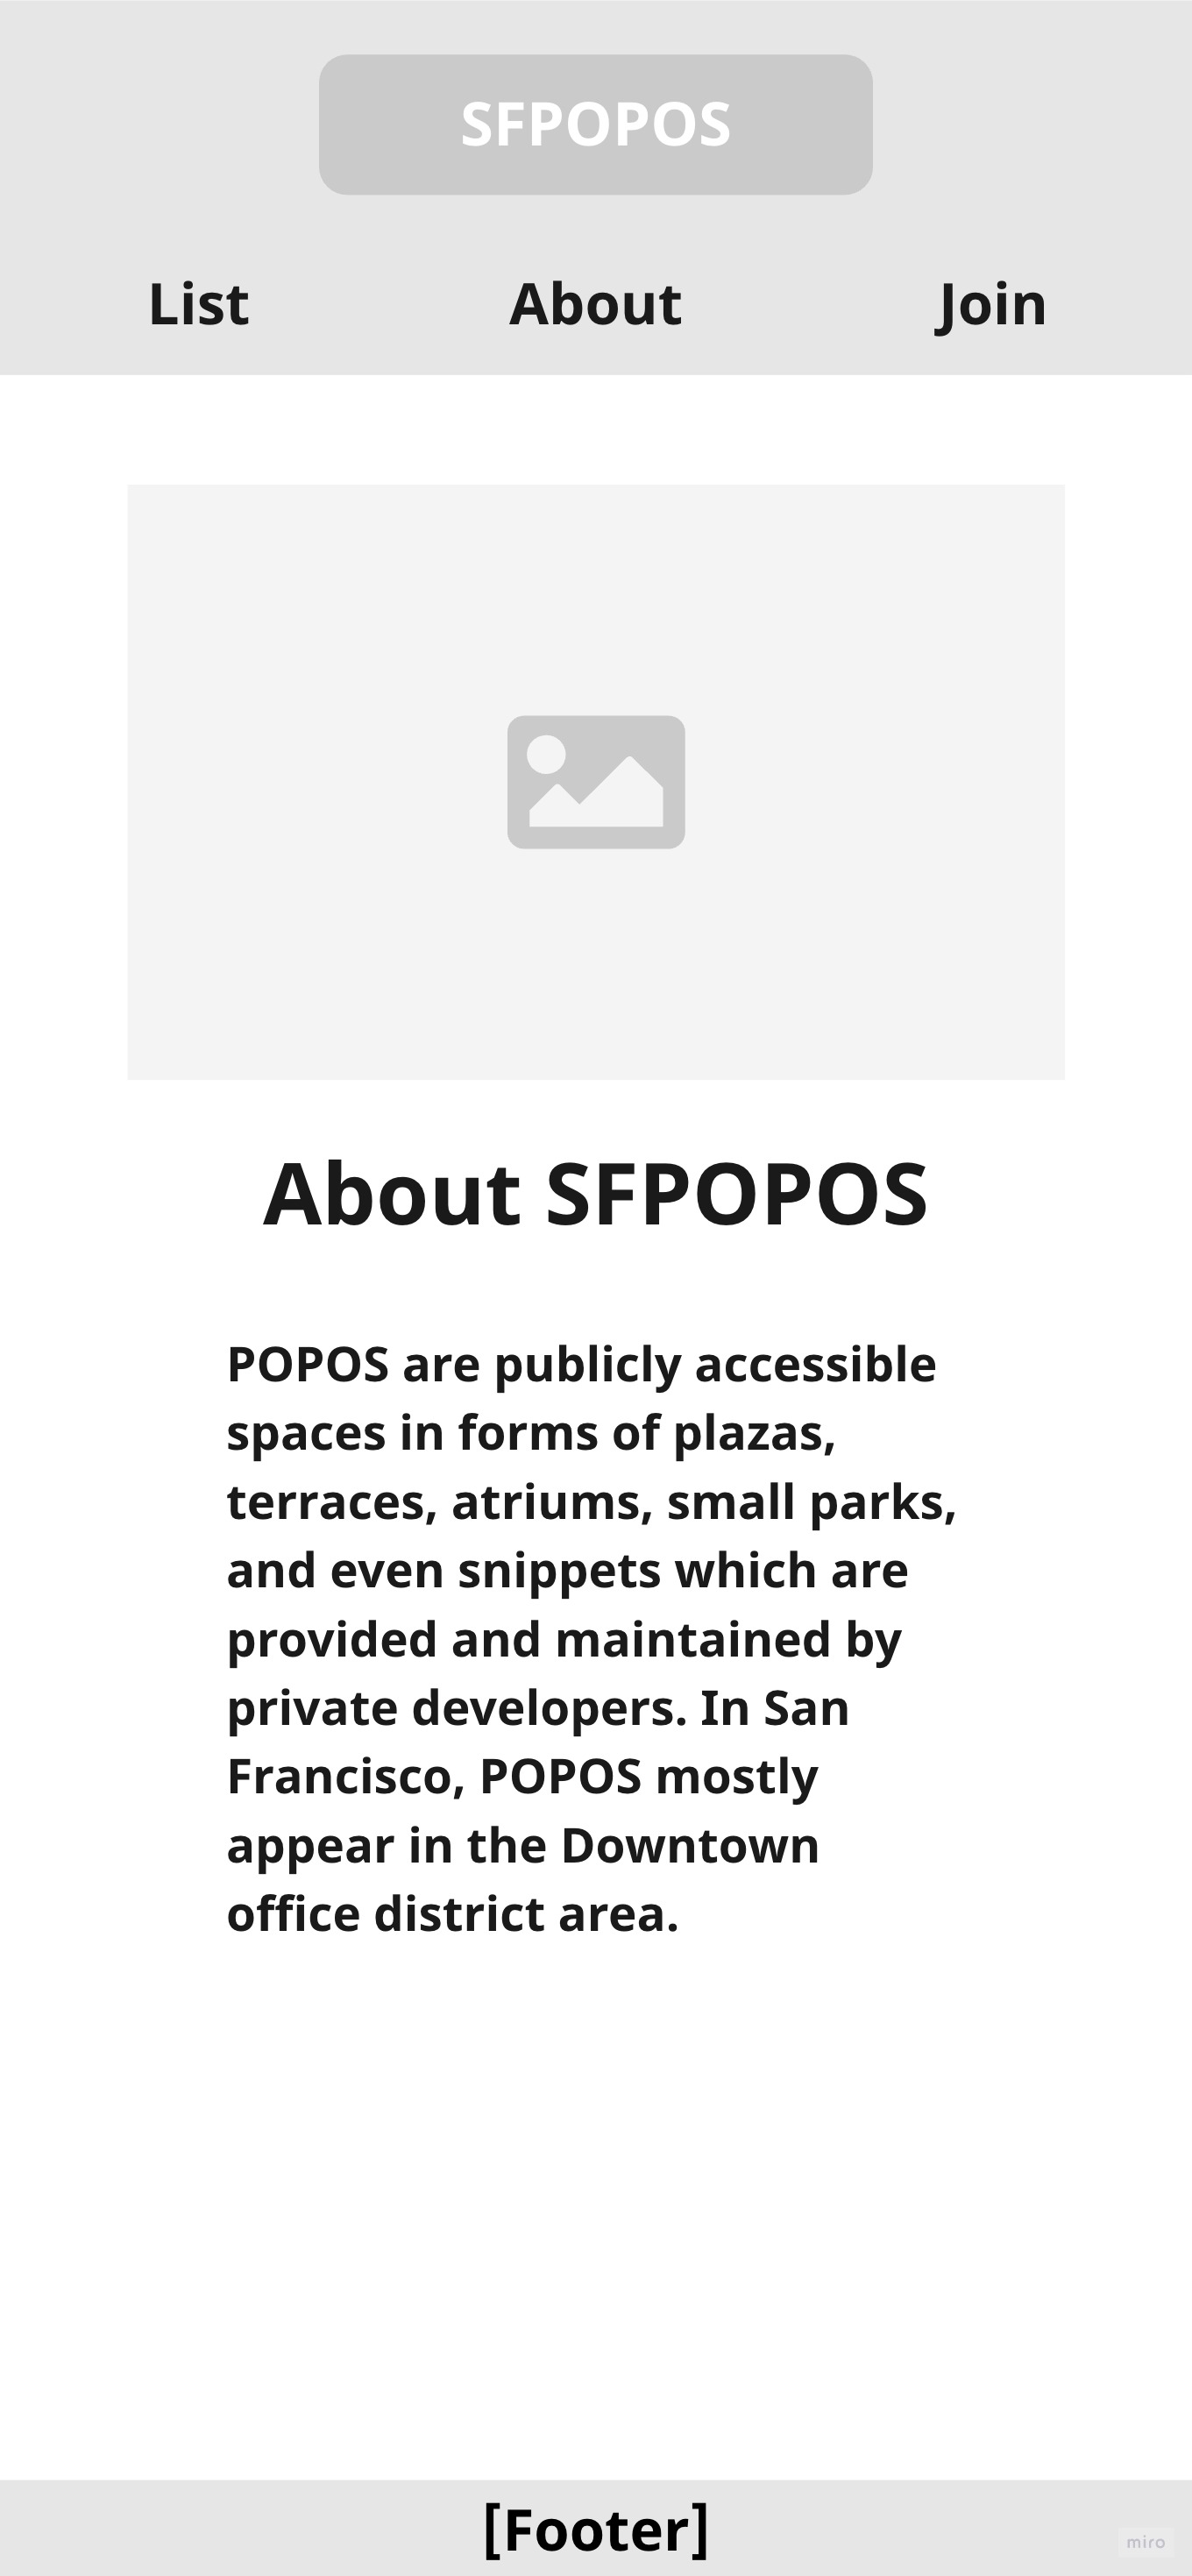 SFPOPOS
List About Join
About SFPOPOS
POPOS are publicly accessible
spaces in forms of plazas,
terraces, atriums, small parks,
and even snippets which are
provided and maintained by
private developers. In San
Francisco, POPOS mostly
appear in the Downtown
office district area.
[Footer]
miro